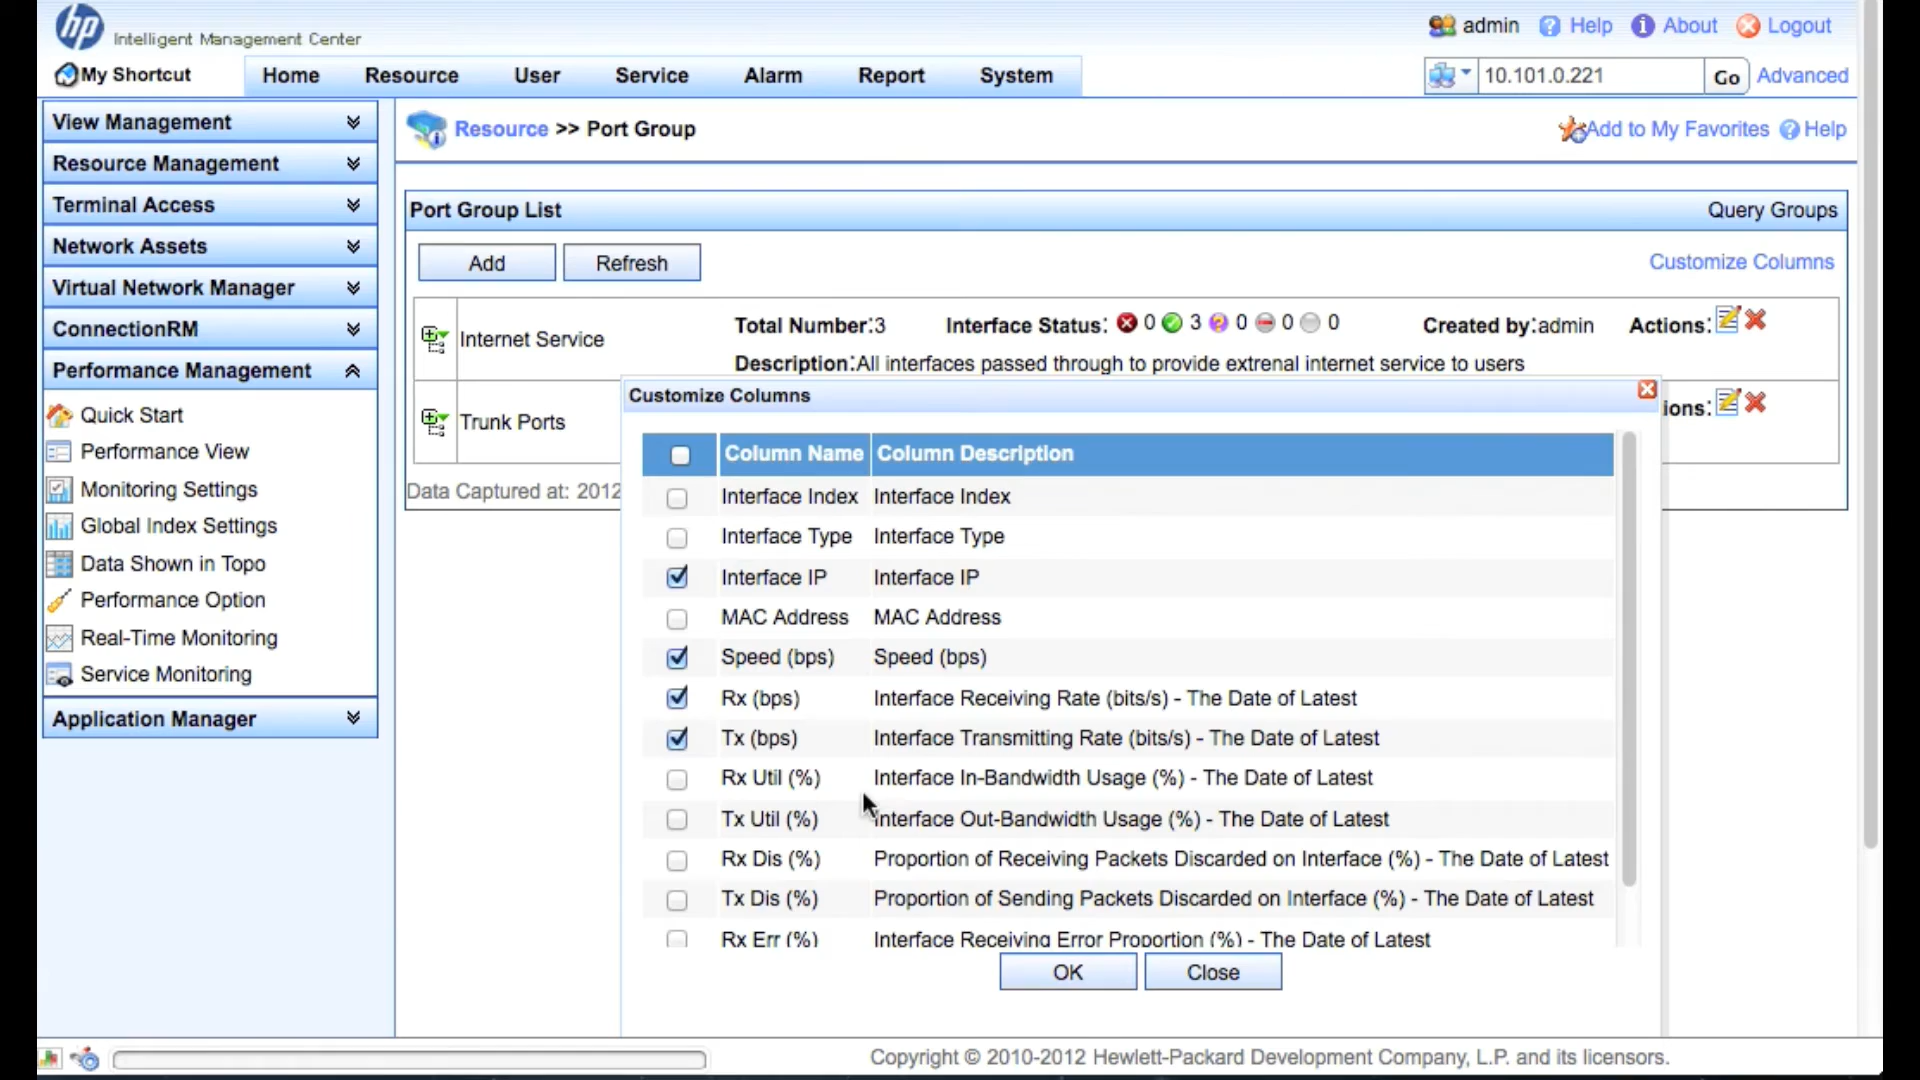 hp
Intelligent Management Center
admin Help About Logout
My Shortcut
Home Resource User Service Alarm Report System
10.101.0.221 Go Advanced
View Management
Resource Management
Terminal Access
Network Assets
Virtual Network Manager
ConnectionRM
Performance Management
Quick Start
Performance View
Monitoring Settings
Global Index Settings
Data Shown in Topo
Performance Option
Real-Time Monitoring
Service Monitoring
Application Manager
Resource >> Port Group
Add to My Favorites Help
Port Group List Query Groups
Add Refresh Customize Columns
Internet Service Total Number:3 Interface Status: 0 3 0 0 0 Created by:admin Actions:
Description:All interfaces passed through to provide extrenal internet service to users
Trunk Ports ions:
Data Captured at: 2012
Customize Columns
Column Name Column Description
Interface Index Interface Index
Interface Type Interface Type
Interface IP Interface IP
MAC Address MAC Address
Speed (bps) Speed (bps)
Rx (bps) Interface Receiving Rate (bits/s) - The Date of Latest
Tx (bps) Interface Transmitting Rate (bits/s) - The Date of Latest
Rx Util (%) Interface In-Bandwidth Usage (%) - The Date of Latest
Tx Util (%) Interface Out-Bandwidth Usage (%) - The Date of Latest
Rx Dis (%) Proportion of Receiving Packets Discarded on Interface (%) - The Date of Latest
Tx Dis (%) Proportion of Sending Packets Discarded on Interface (%) - The Date of Latest
Rx Err (%) Interface Receiving Error Proportion (%) - The Date of Latest
OK Close
Copyright © 2010-2012 Hewlett-Packard Development Company, L.P. and its licensors.